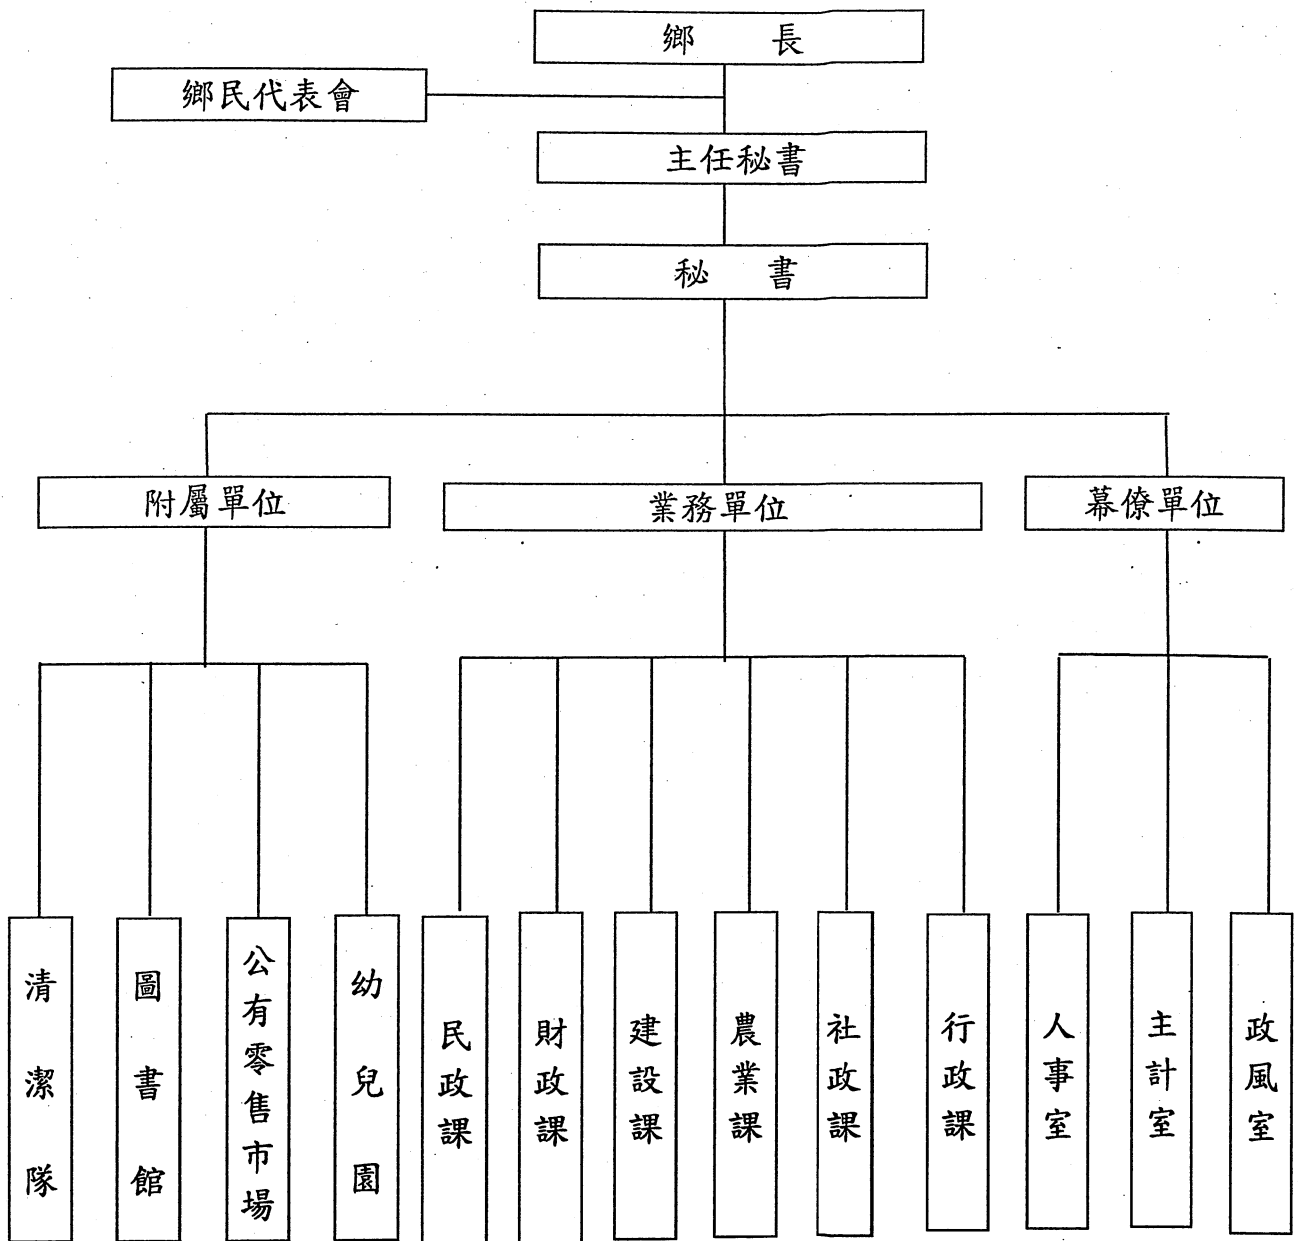 鄉長
鄉民代表會
主任秘書
秘書
附屬單位
業務單位
幕僚單位
清潔隊
圖書館
公有零售市場
幼兒園
民政課
財政課
建設課
農業課
社政課
行政課
人事室
主計室
政風室